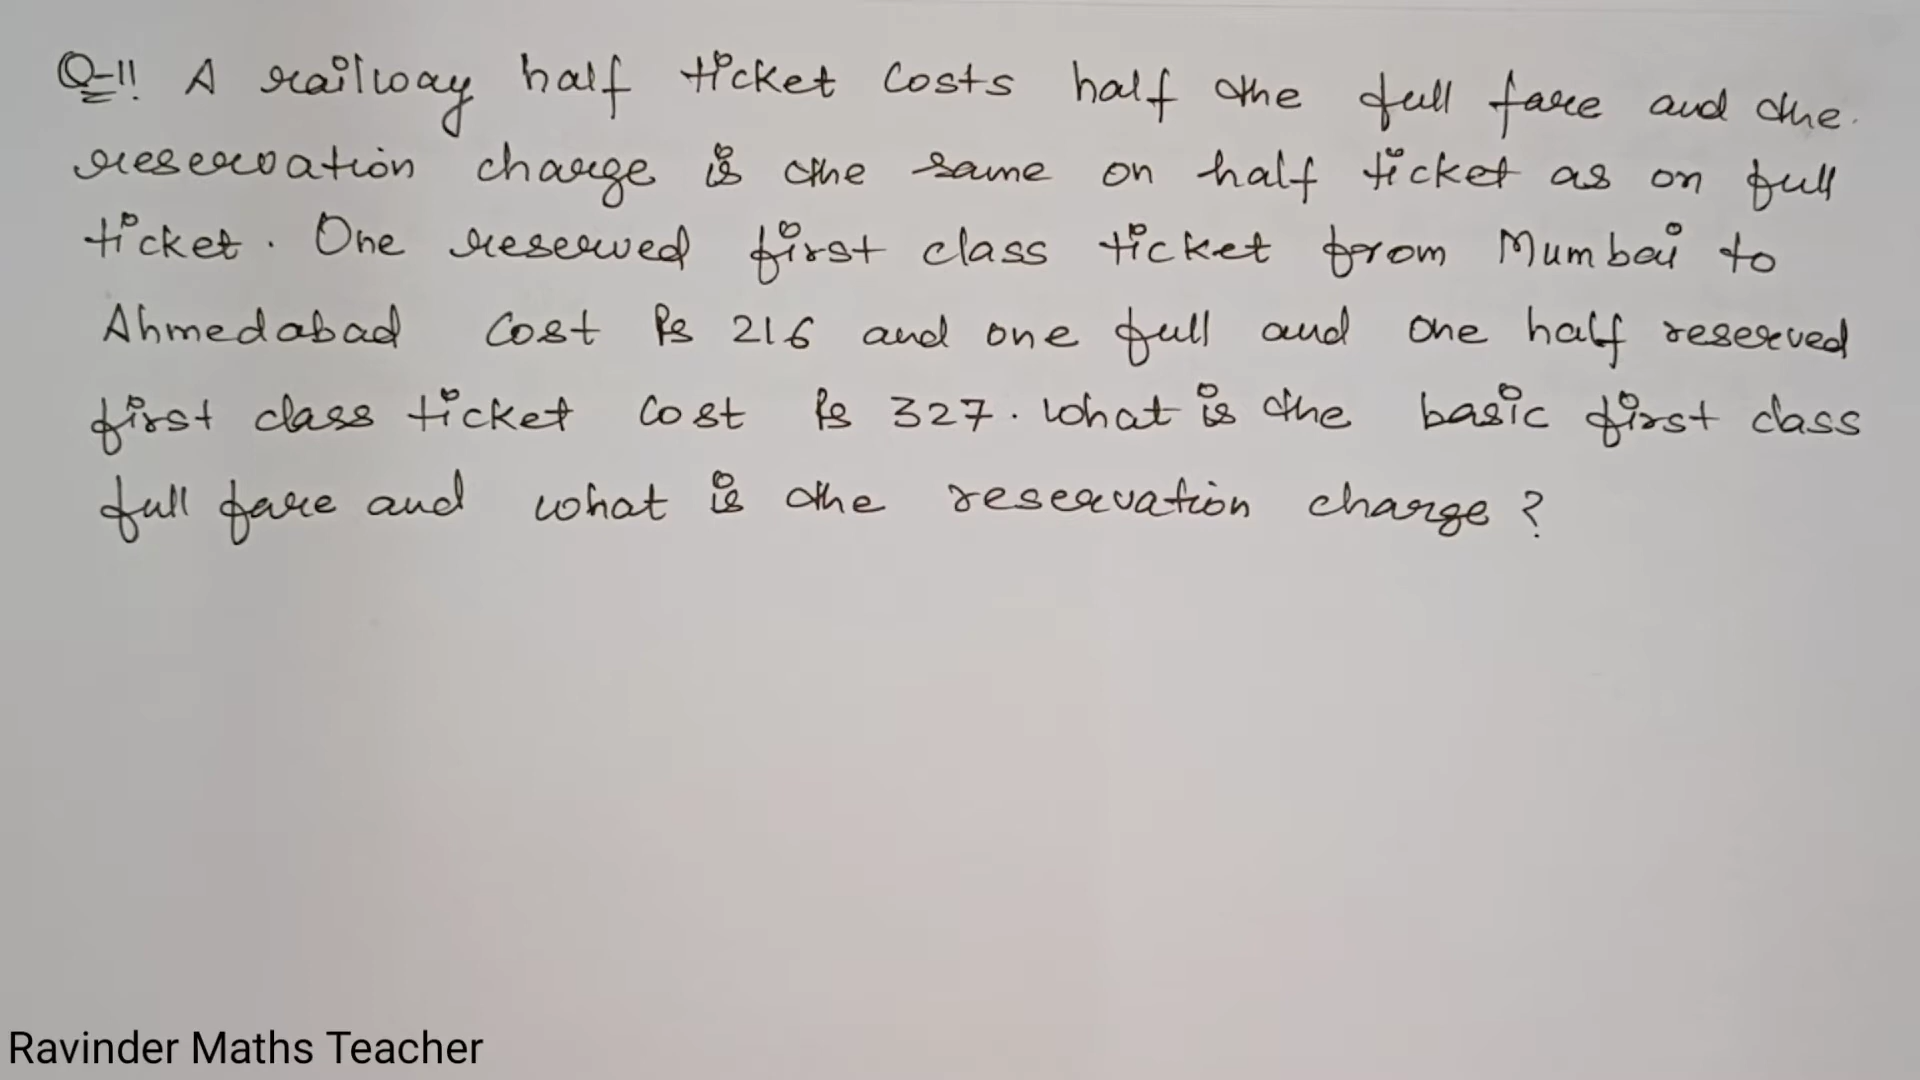 Q-11 A railway half ticket costs half the full fare and the
reservation charge is the same on half ticket as on full
ticket. One reserved first class ticket from Mumbai to
Ahmedabad cost Rs 216 and one full and one half reserved
first class ticket cost Rs 327. what is the basic first class
full fare and what is the reservation charge?
Ravinder Maths Teacher